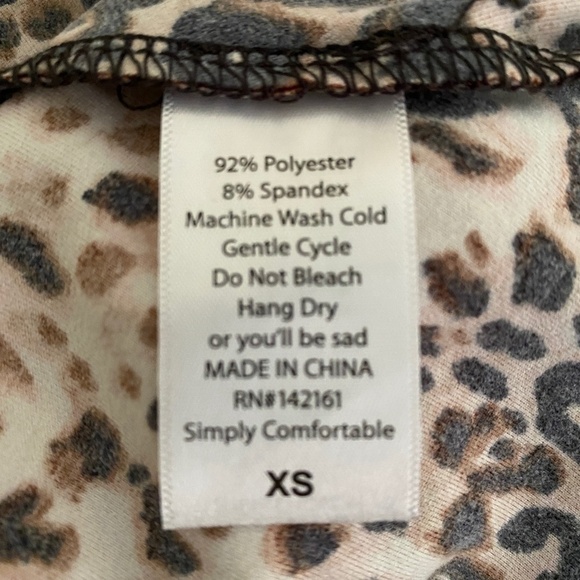 92% Polyester
8% Spandex
Machine Wash Cold
Gentle Cycle
Do Not Bleach
Hang Dry
or you'll be sad
MADE IN CHINA
RN#142161
Simply Comfortable
XS